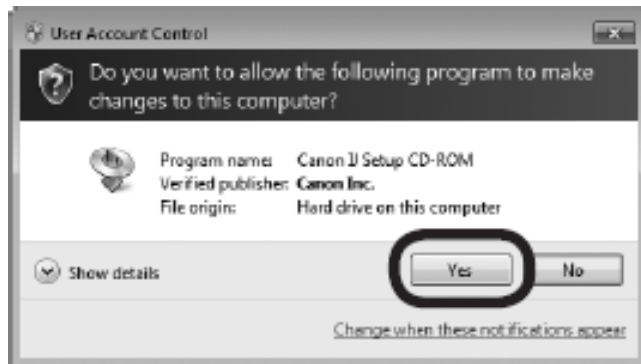 User Account Control
Do you want to allow the following program to make
changes to this computer?
Program name: Canon IJ Setup CD-ROM
Verified publisher: Canon Inc.
File origin: Hard drive on this computer
Show details
Yes
No
Change when these notifications appear